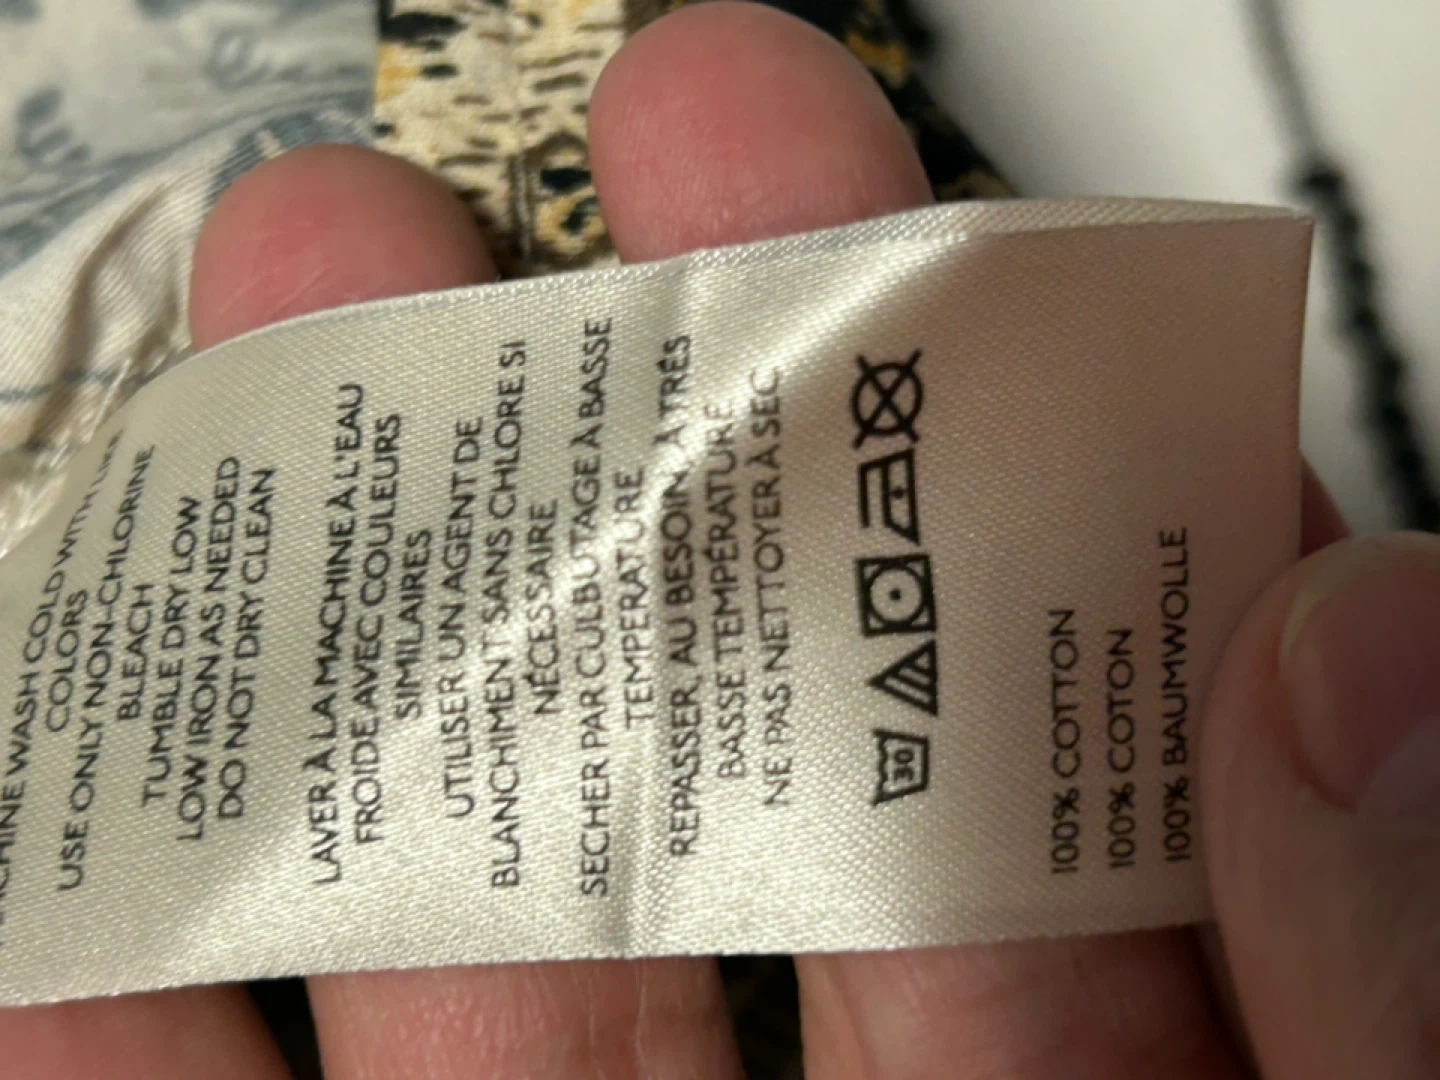 MACHINE WASH COLD WITH LIKE
COLORS
USE ONLY NON-CHLORINE
BLEACH
TUMBLE DRY LOW
LOW IRON AS NEEDED
DO NOT DRY CLEAN
LAVER À LA MACHINE À L'EAU
FROIDE AVEC COULEURS
SIMILAIRES
UTILISER UN AGENT DE
BLANCHIMENT SANS CHLORE SI
NÉCESSAIRE
SECHER PAR CULBUTAGE À BASSE
TEMPERATURE
REPASSER, AU BESOIN, À TRÉS
BASSE TEMPÉRATURE
NE PAS NETTOYER À SEC
30
100% COTTON
100% COTON
100% BAUMWOLLE